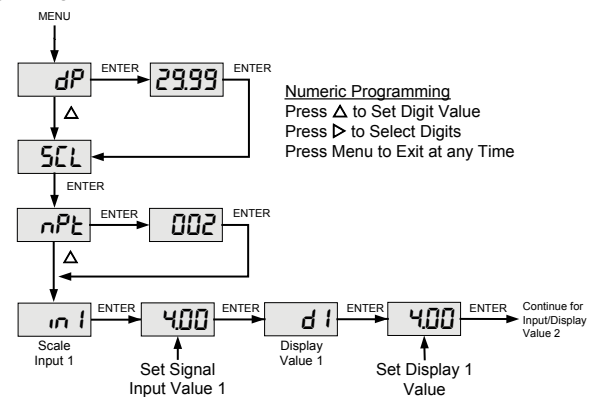 MENU
dP ENTER 29.99 ENTER
Numeric Programming
Press △ to Set Digit Value
Press ▷ to Select Digits
Press Menu to Exit at any Time
△
SCL
ENTER
nPt ENTER 002 ENTER
△
in 1 ENTER 4.00 ENTER d 1 ENTER 4.00 ENTER Continue for
Input/Display
Value 2
Scale
Input 1
Display
Value 1
Set Signal
Input Value 1
Set Display 1
Value